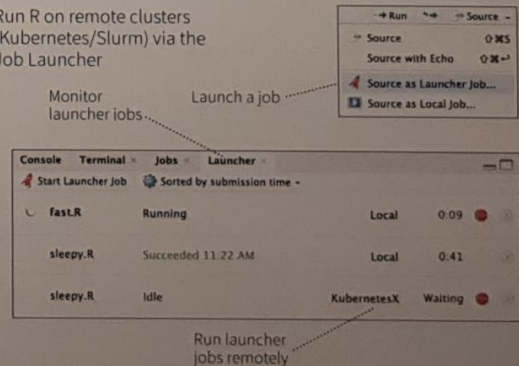 Run R on remote clusters
(Kubernetes/Slurm) via the
Job Launcher
Run Source
Source ⇧⌘S
Source with Echo ⇧⌘↩
Source as Launcher Job...
Source as Local Job...
Monitor
launcher jobs
Launch a job
Console Terminal × Jobs × Launcher ×
Start Launcher Job Sorted by submission time
fast.R Running Local 0:09
sleepy.R Succeeded 11:22 AM Local 0:41
sleepy.R Idle KubernetesX Waiting
Run launcher
jobs remotely